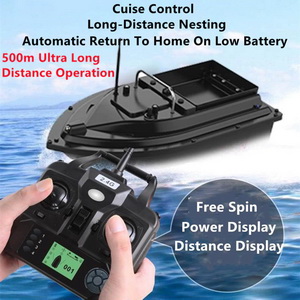 Cuise Control
Long-Distance Nesting
Automatic Return To Home On Low Battery
500m Ultra Long
Distance Operation
2.4G
001
Free Spin
Power Display
Distance Display